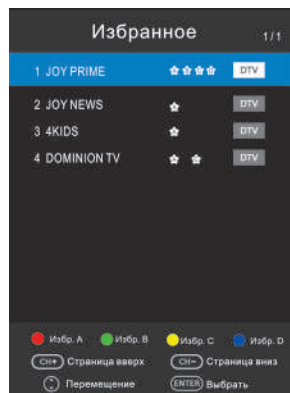 Избранное 1/1
1 JOY PRIME DTV
2 JOY NEWS DTV
3 4KIDS DTV
4 DOMINION TV DTV
Избр. A Избр. B Избр. C Избр. D
CH+ Страница вверх CH− Страница вниз
Перемещение ENTER Выбрать